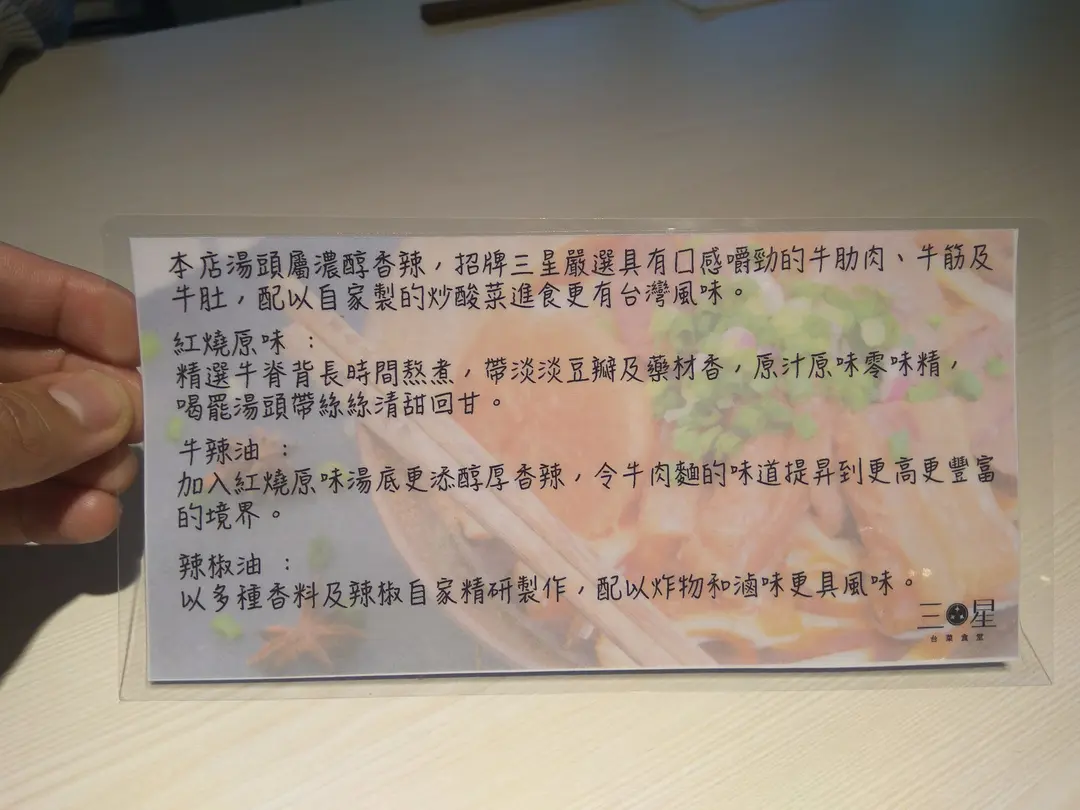 本店湯頭屬濃醇香辣，招牌三星嚴選具有口感嚼勁的牛肋肉、牛筋及
牛肚，配以自家製的炒酸菜進食更有台灣風味。
紅燒原味：
精選牛脊背長時間熬煮，帶淡淡豆瓣及藥材香，原汁原味零味精，
喝罷湯頭帶絲絲清甜回甘。
牛辣油：
加入紅燒原味湯底更添醇厚香辣，令牛肉麵的味道提昇到更高更豐富
的境界。
辣椒油：
以多種香料及辣椒自家精研製作，配以炸物和滷味更具風味。
三星
台菜食堂